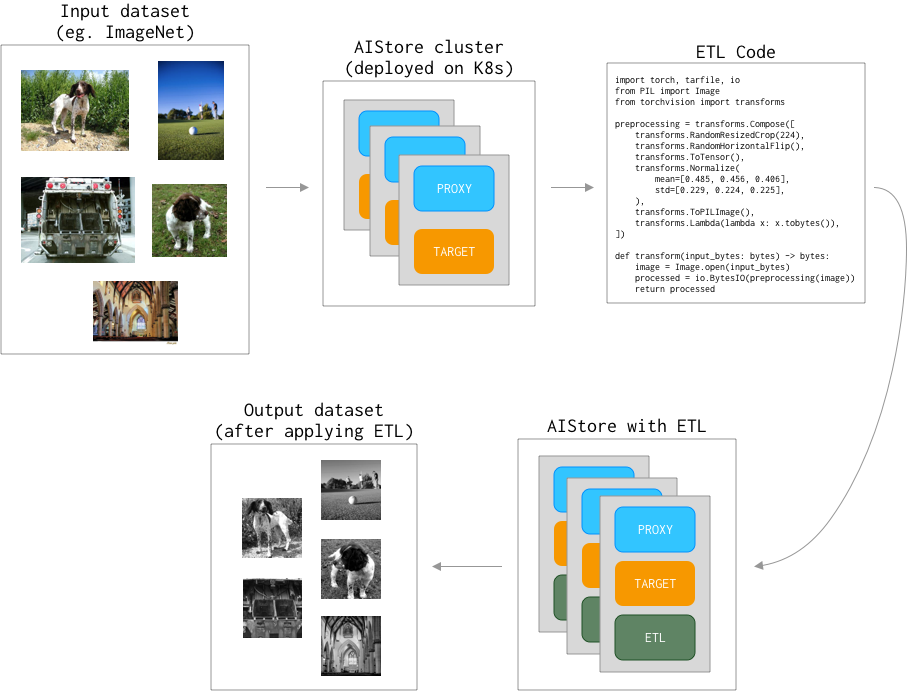 Input dataset
(eg. ImageNet)
AIStore cluster
(deployed on K8s)
PROXY
TARGET
ETL Code
import torch, tarfile, io
from PIL import Image
from torchvision import transforms
preprocessing = transforms.Compose([
    transforms.RandomResizedCrop(224),
    transforms.RandomHorizontalFlip(),
    transforms.ToTensor(),
    transforms.Normalize(
        mean=[0.485, 0.456, 0.406],
        std=[0.229, 0.224, 0.225],
    ),
    transforms.ToPILImage(),
    transforms.Lambda(lambda x: x.tobytes()),
])
def transform(input_bytes: bytes) -> bytes:
    image = Image.open(input_bytes)
    processed = io.BytesIO(preprocessing(image))
    return processed
Output dataset
(after applying ETL)
AIStore with ETL
PROXY
TARGET
ETL